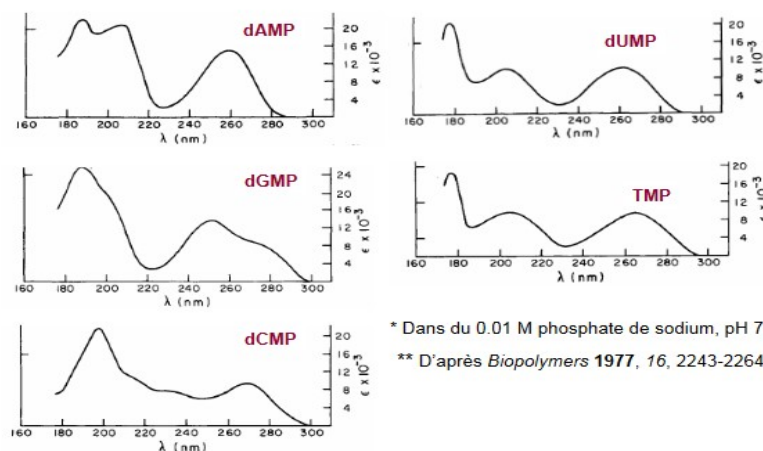 dAMP
20
16
12
8
4
ε x10⁻³
160 180 200 220 240 260 280 300
λ (nm)
dUMP
20
16
12
8
4
ε x10⁻³
160 180 200 220 240 260 280 300
λ (nm)
dGMP
24
20
16
12
8
4
ε x10⁻³
160 180 200 220 240 260 280 300
λ (nm)
TMP
20
16
12
8
4
ε x10⁻³
160 180 200 220 240 260 280 300
λ (nm)
dCMP
20
16
12
8
4
ε x10⁻³
160 180 200 220 240 260 280 300
λ (nm)
* Dans du 0.01 M phosphate de sodium, pH 7
** D'après Biopolymers 1977, 16, 2243-2264